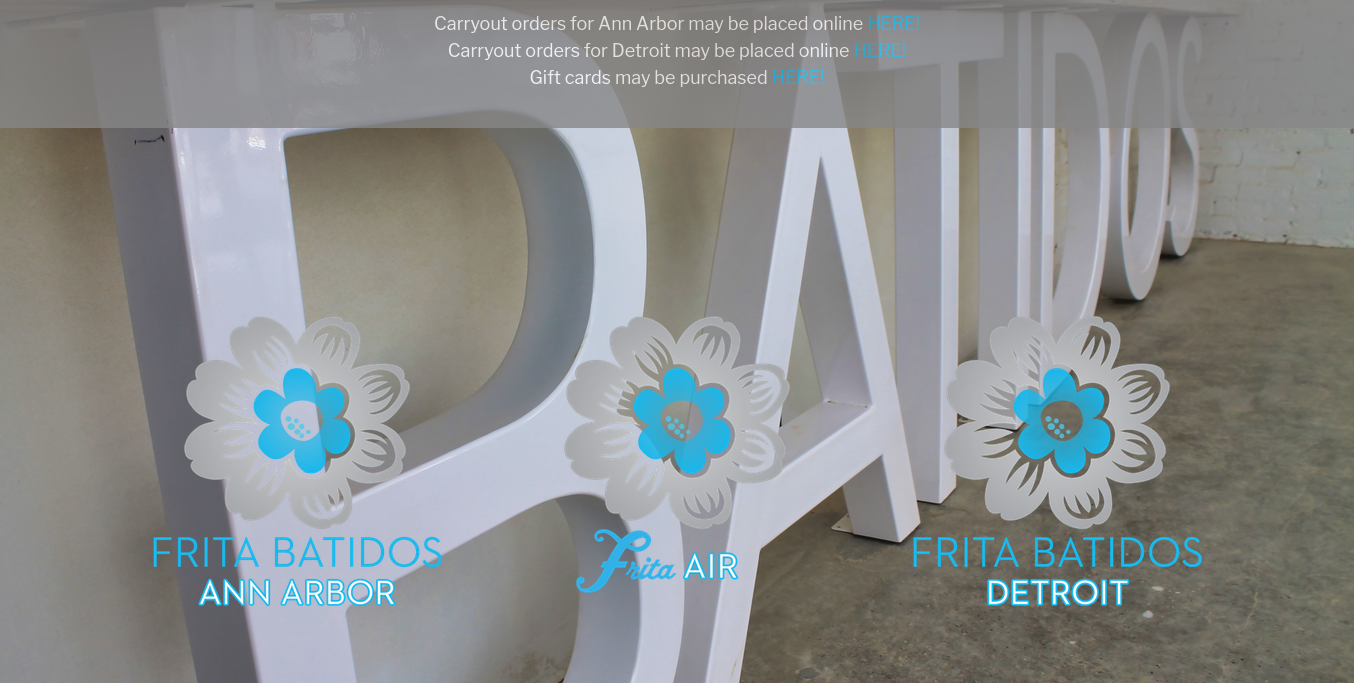 Carryout orders for Ann Arbor may be placed online HERE!
Carryout orders for Detroit may be placed online HERE!
Gift cards may be purchased HERE!
BATIDOS
FRITA BATIDOS
ANN ARBOR
Frita AIR
FRITA BATIDOS
DETROIT